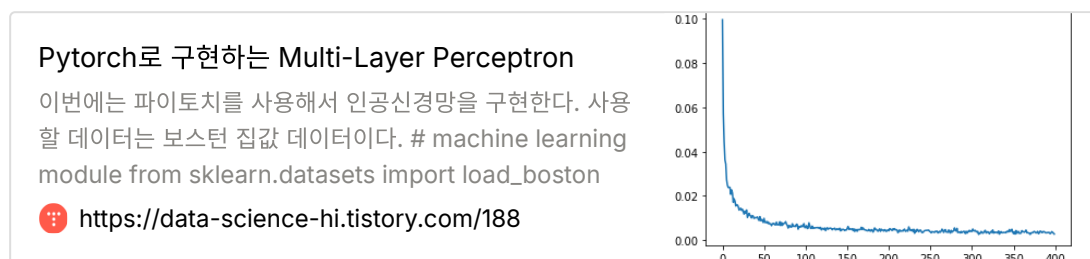 Pytorch로 구현하는 Multi-Layer Perceptron
이번에는 파이토치를 사용해서 인공신경망을 구현한다. 사용
할 데이터는 보스턴 집값 데이터이다. # machine learning
module from sklearn.datasets import load_boston
https://data-science-hi.tistory.com/188
0.10
0.08
0.06
0.04
0.02
0.00
0 50 100 150 200 250 300 350 400